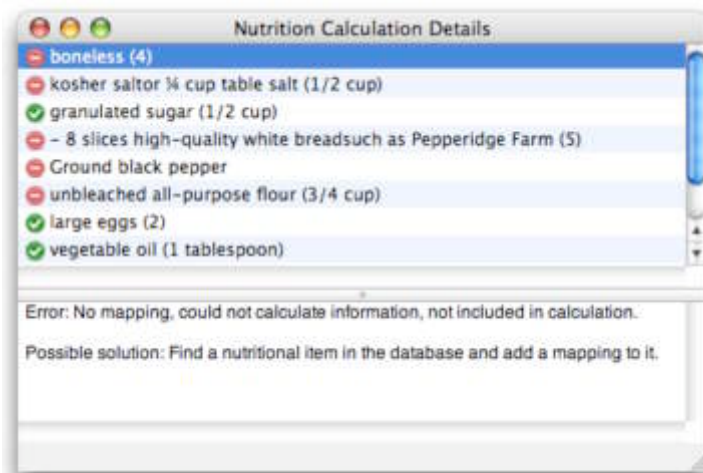 Nutrition Calculation Details
boneless (4)
kosher saltor ¼ cup table salt (1/2 cup)
granulated sugar (1/2 cup)
– 8 slices high-quality white breadsuch as Pepperidge Farm (5)
Ground black pepper
unbleached all-purpose flour (3/4 cup)
large eggs (2)
vegetable oil (1 tablespoon)
Error: No mapping, could not calculate information, not included in calculation.
Possible solution: Find a nutritional item in the database and add a mapping to it.